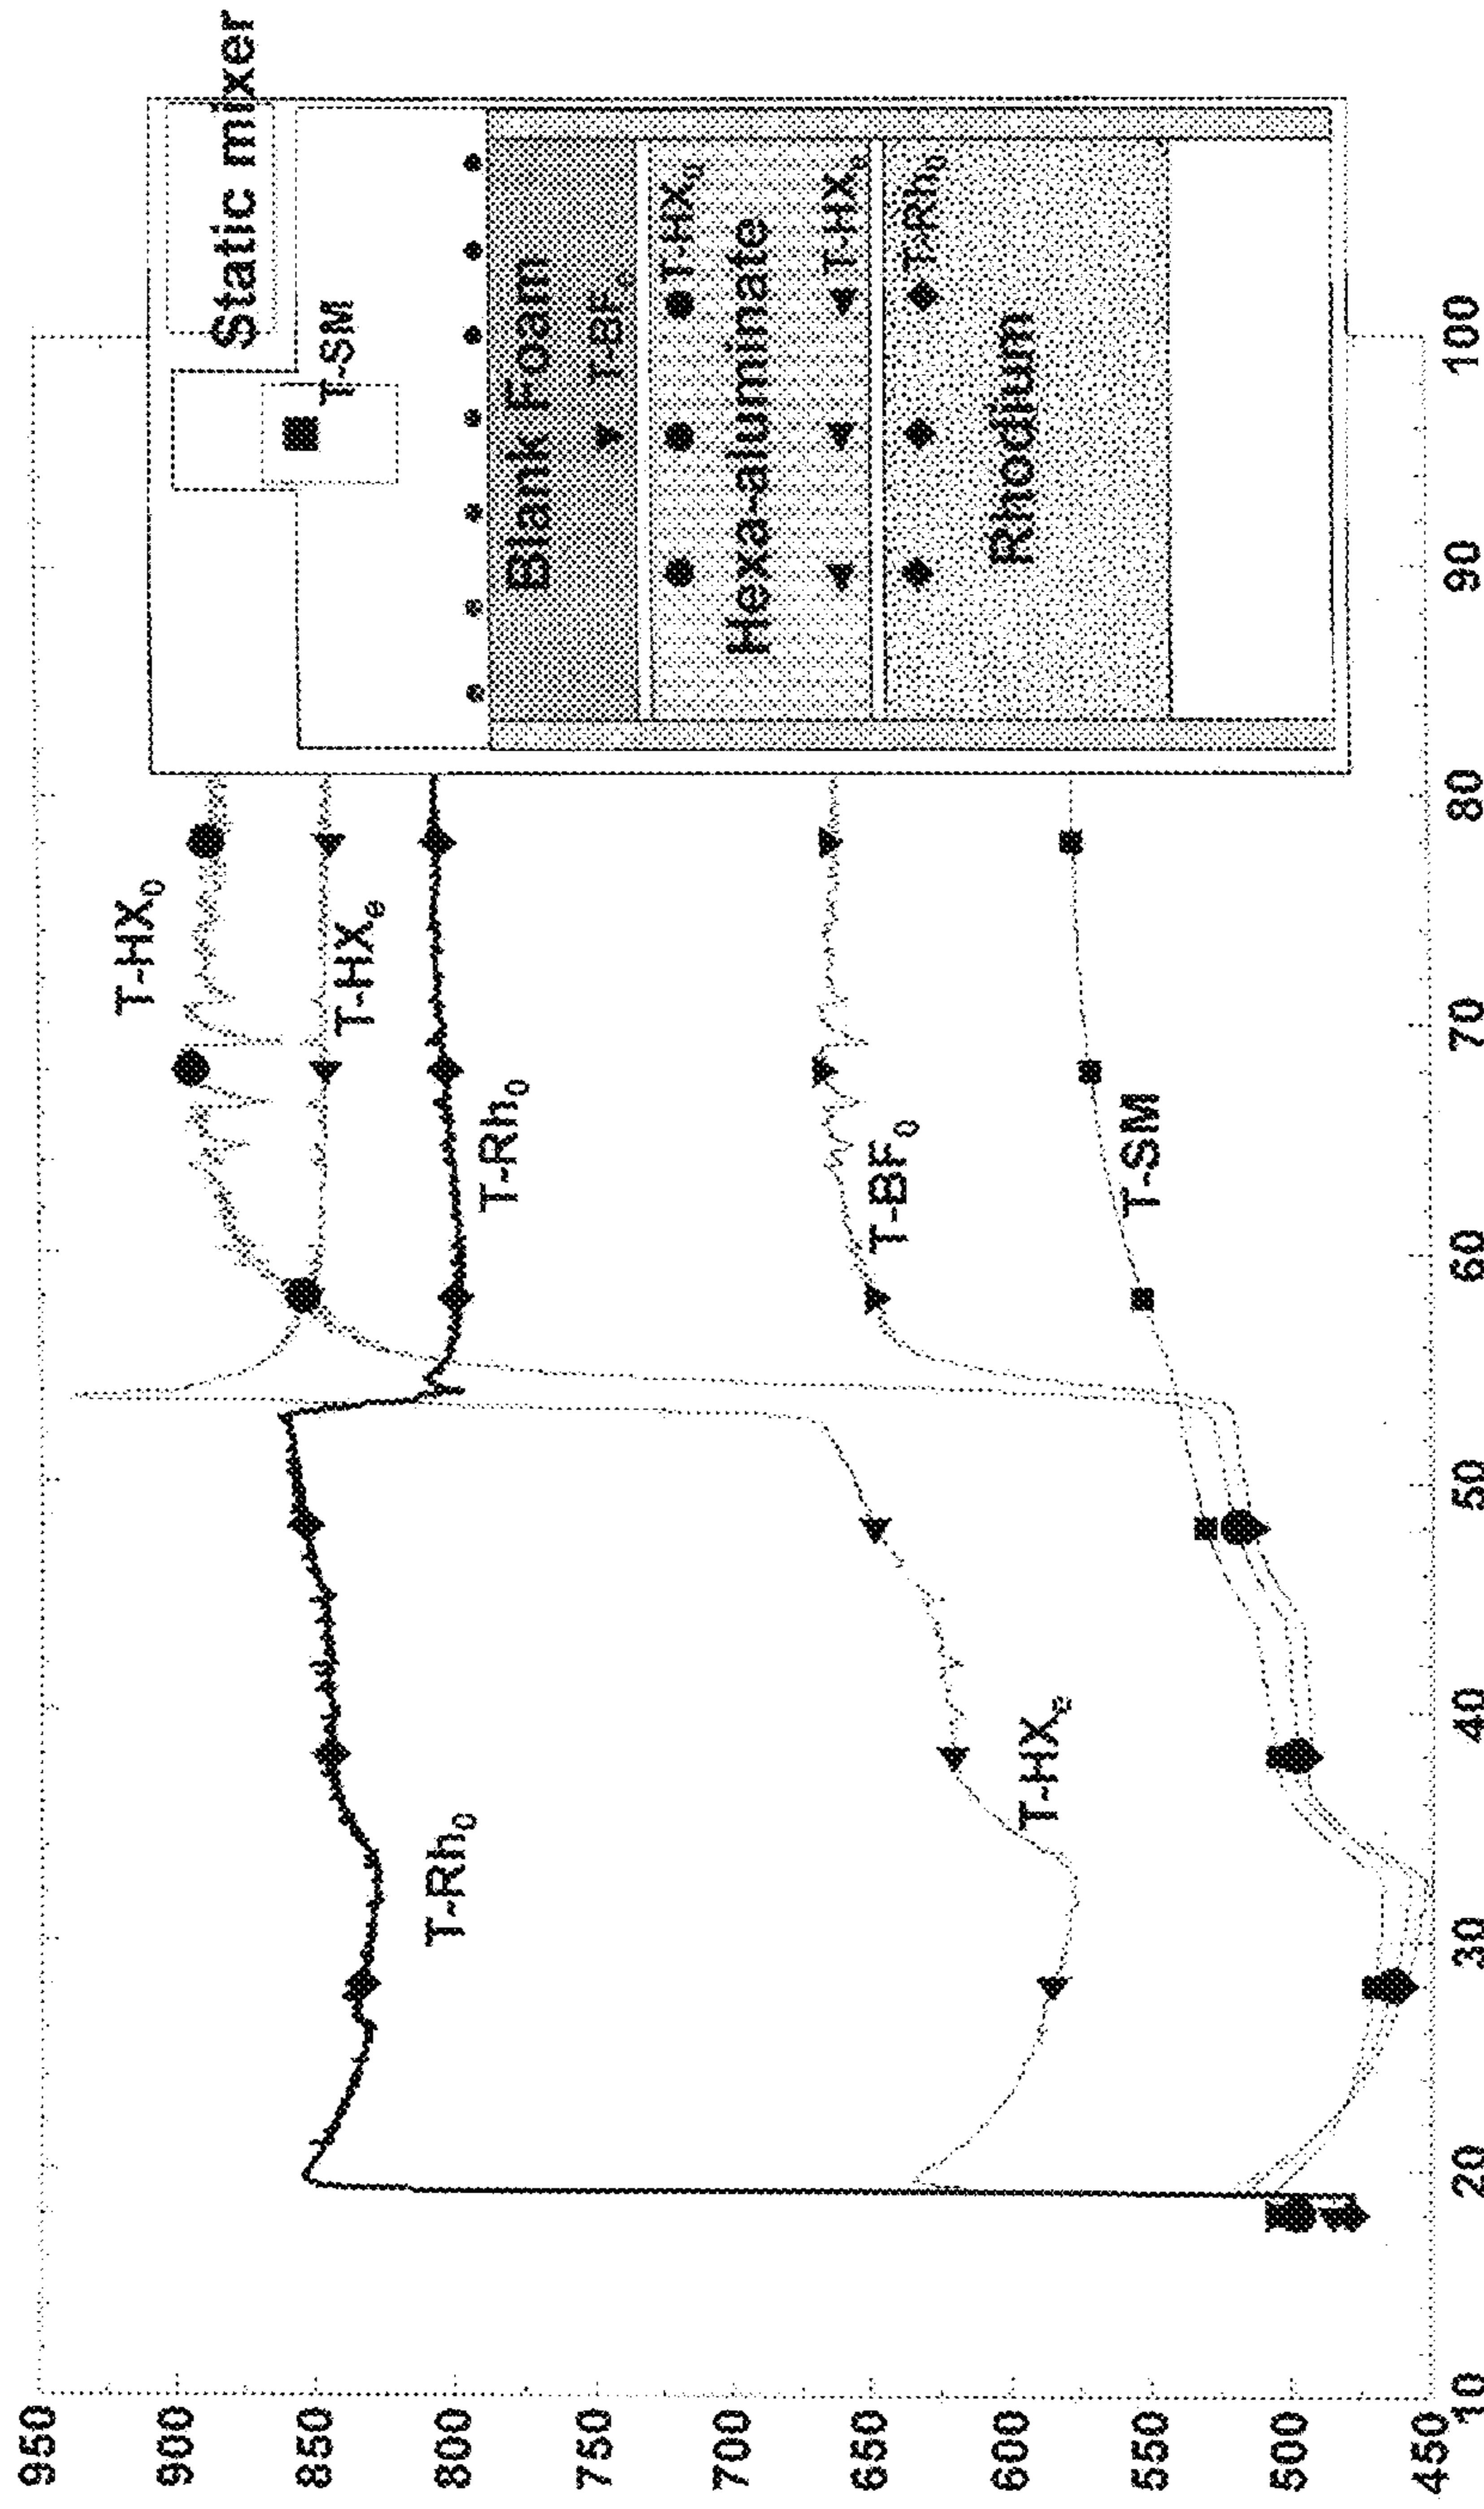 950
900
850
800
750
700
650
600
550
500
450
10
20
30
40
50
60
70
80
90
100
T-Rh0
T-HXe
T-HX0
T-HXe
T-Rh0
T-BF0
T-SM
Static mixer
T-SM
Blank Foam
T-BF0
T-HX0
Hexa-aluminate
T-HXe
T-Rh0
Rhodium